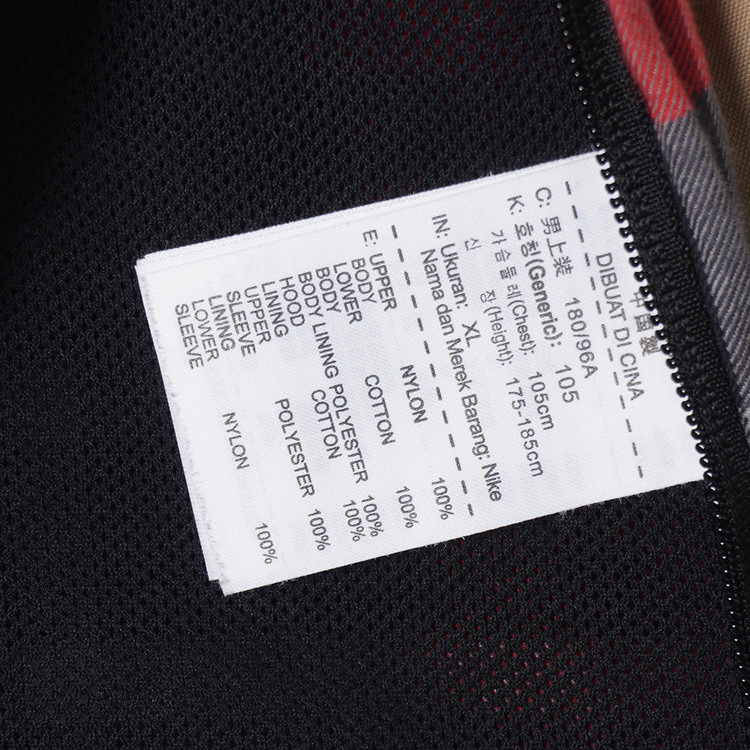 中国製
DIBUAT DI CINA
C: 男上装 180/96A
K: 호칭(Generic): 105
가슴둘레(Chest): 105cm
신 장(Height): 175-185cm
IN: Ukuran: XL
Nama dan Merek Barang: Nike
E: UPPER
BODY NYLON 100%
LOWER
BODY COTTON 100%
BODY LINING POLYESTER 100%
HOOD
LINING COTTON 100%
UPPER
SLEEVE
LINING POLYESTER 100%
LOWER
SLEEVE NYLON 100%